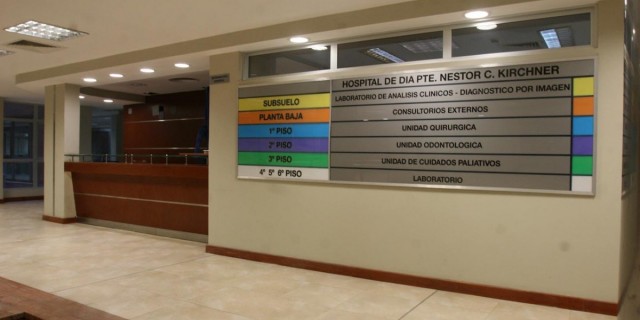 HOSPITAL DE DIA PTE. NESTOR C. KIRCHNER
SUBSUELO LABORATORIO DE ANALISIS CLINICOS - DIAGNOSTICO POR IMAGEN
PLANTA BAJA CONSULTORIOS EXTERNOS
1º PISO UNIDAD QUIRURGICA
2º PISO UNIDAD ODONTOLOGICA
3º PISO UNIDAD DE CUIDADOS PALIATIVOS
4º 5º 6º PISO LABORATORIO